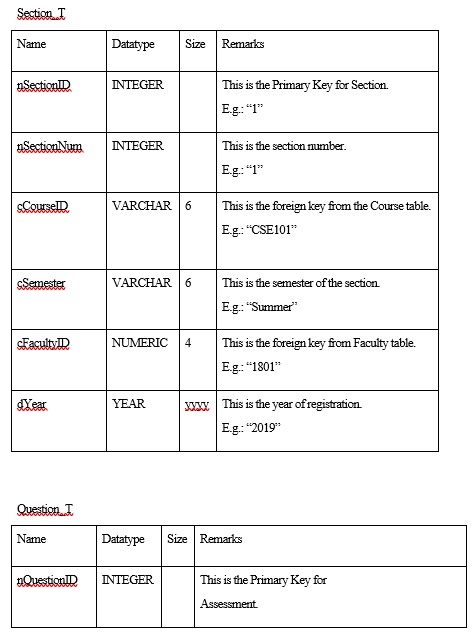 Section_T
Name Datatype Size Remarks
nSectionID INTEGER This is the Primary Key for Section.
E.g.: “1”
nSectionNum INTEGER This is the section number.
E.g.: “1”
cCourseID VARCHAR 6 This is the foreign key from the Course table.
E.g.: “CSE101”
cSemester VARCHAR 6 This is the semester of the section.
E.g.: “Summer”
cFacultyID NUMERIC 4 This is the foreign key from Faculty table.
E.g.: “1801”
dYear YEAR yyyy This is the year of registration.
E.g.: “2019”
Question_T
Name Datatype Size Remarks
nQuestionID INTEGER This is the Primary Key for
Assessment.